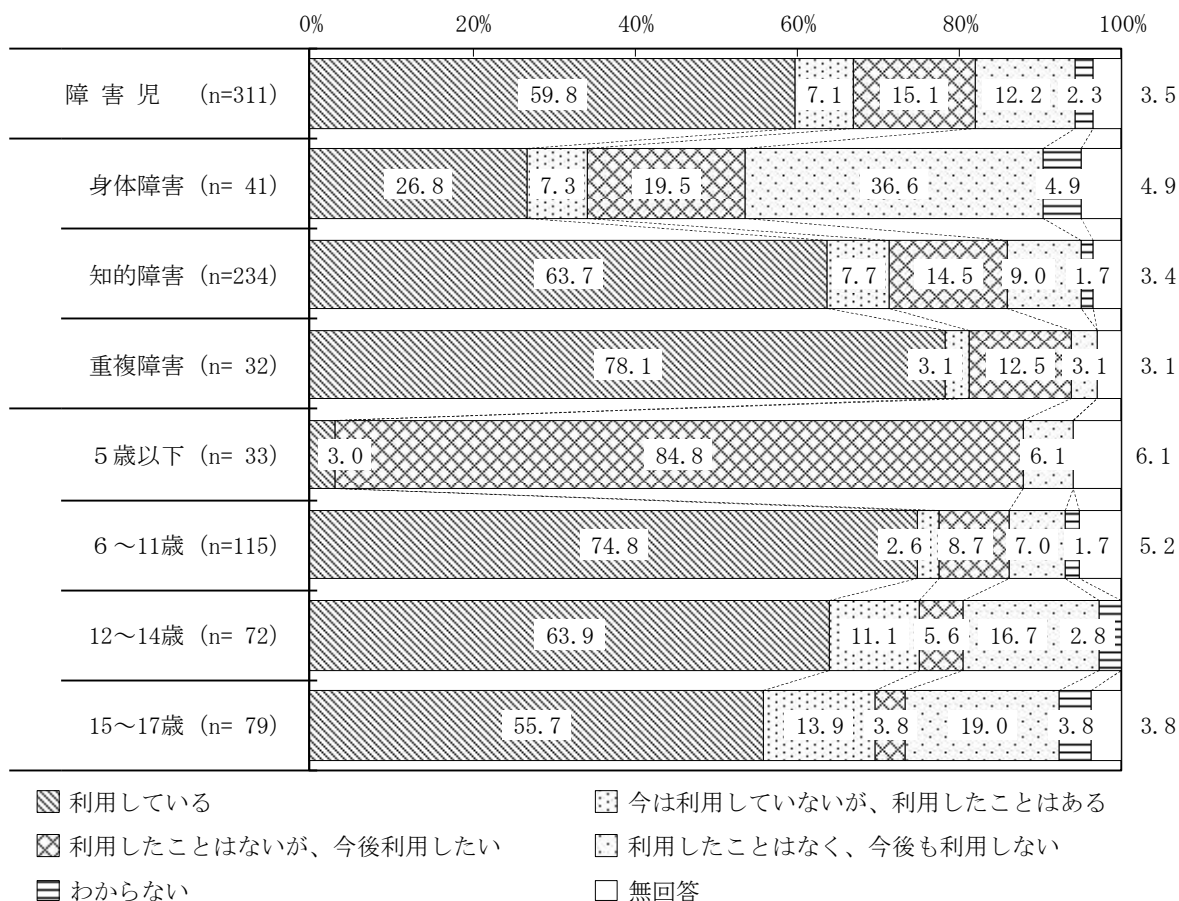 0% 20% 40% 60% 80% 100%
障 害 児 (n=311) 59.8 7.1 15.1 12.2 2.3 3.5
身体障害 (n= 41) 26.8 7.3 19.5 36.6 4.9 4.9
知的障害 (n=234) 63.7 7.7 14.5 9.0 1.7 3.4
重複障害 (n= 32) 78.1 3.1 12.5 3.1 3.1
5歳以下 (n= 33) 3.0 84.8 6.1 6.1
6～11歳 (n=115) 74.8 2.6 8.7 7.0 1.7 5.2
12～14歳 (n= 72) 63.9 11.1 5.6 16.7 2.8
15～17歳 (n= 79) 55.7 13.9 3.8 19.0 3.8 3.8
利用している 今は利用していないが、利用したことはある
利用したことはないが、今後利用したい 利用したことはなく、今後も利用しない
わからない 無回答